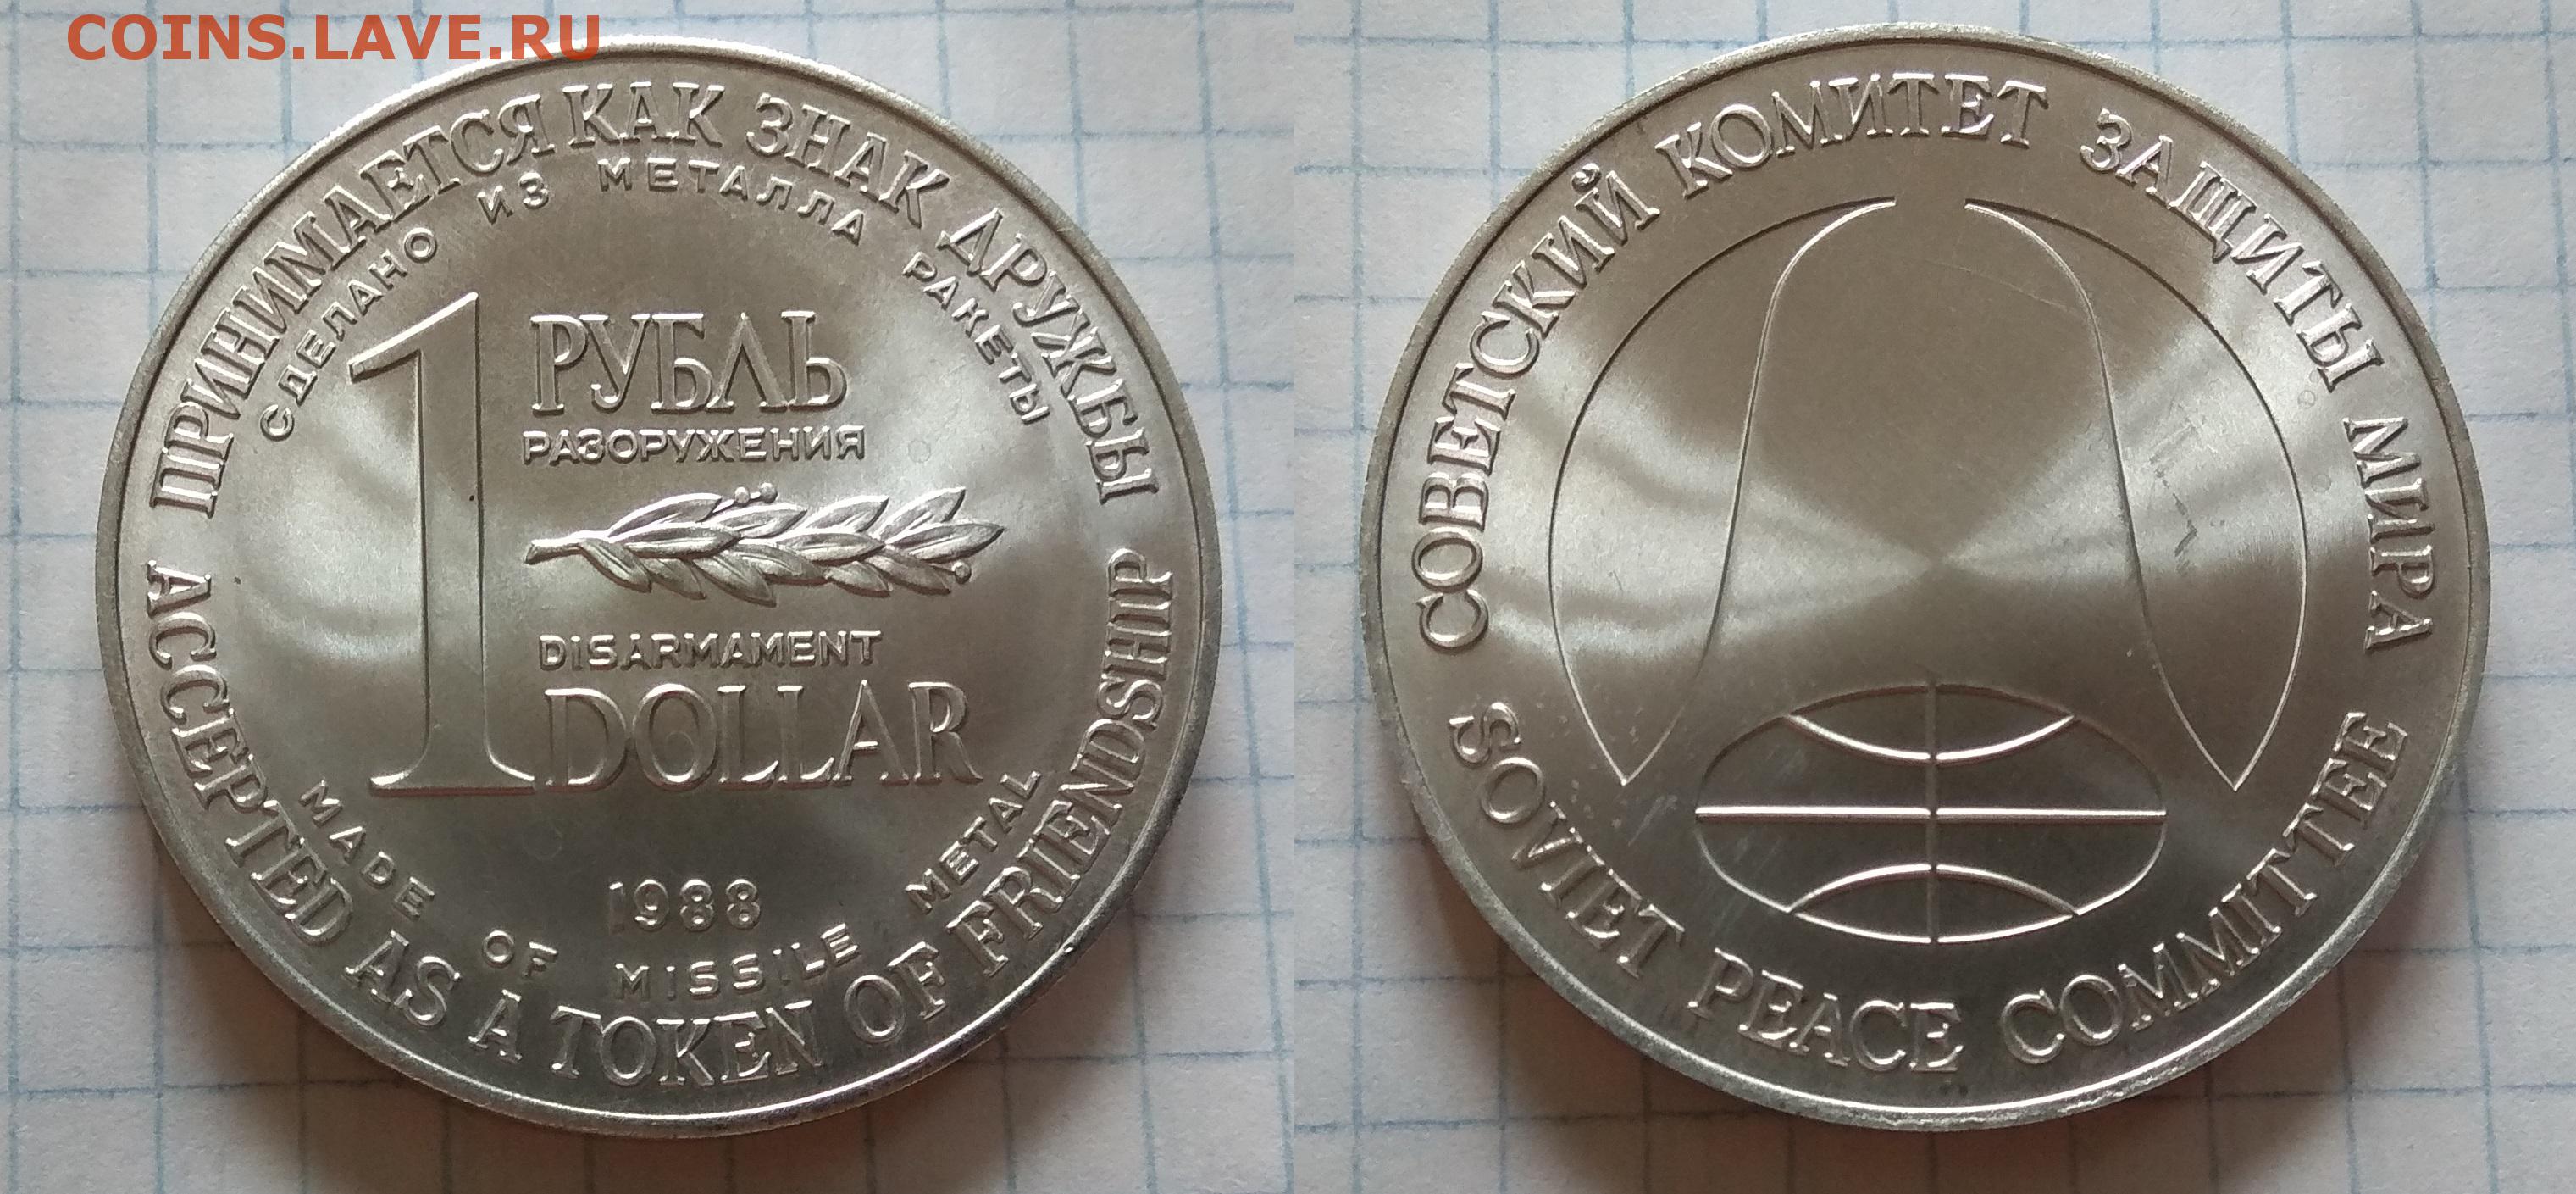 COINS.LAVE.RU
ПРИНИМАЕТСЯ КАК ЗНАК ДРУЖБЫ
СДЕЛАНО ИЗ МЕТАЛЛА РАКЕТЫ
1 РУБЛЬ
РАЗОРУЖЕНИЯ
DISARMAMENT
DOLLAR
1988
MADE OF MISSILE METAL
ACCEPTED AS A TOKEN OF FRIENDSHIP
СОВЕТСКИЙ КОМИТЕТ ЗАЩИТЫ МИРА
SOVIET PEACE COMMITTEE